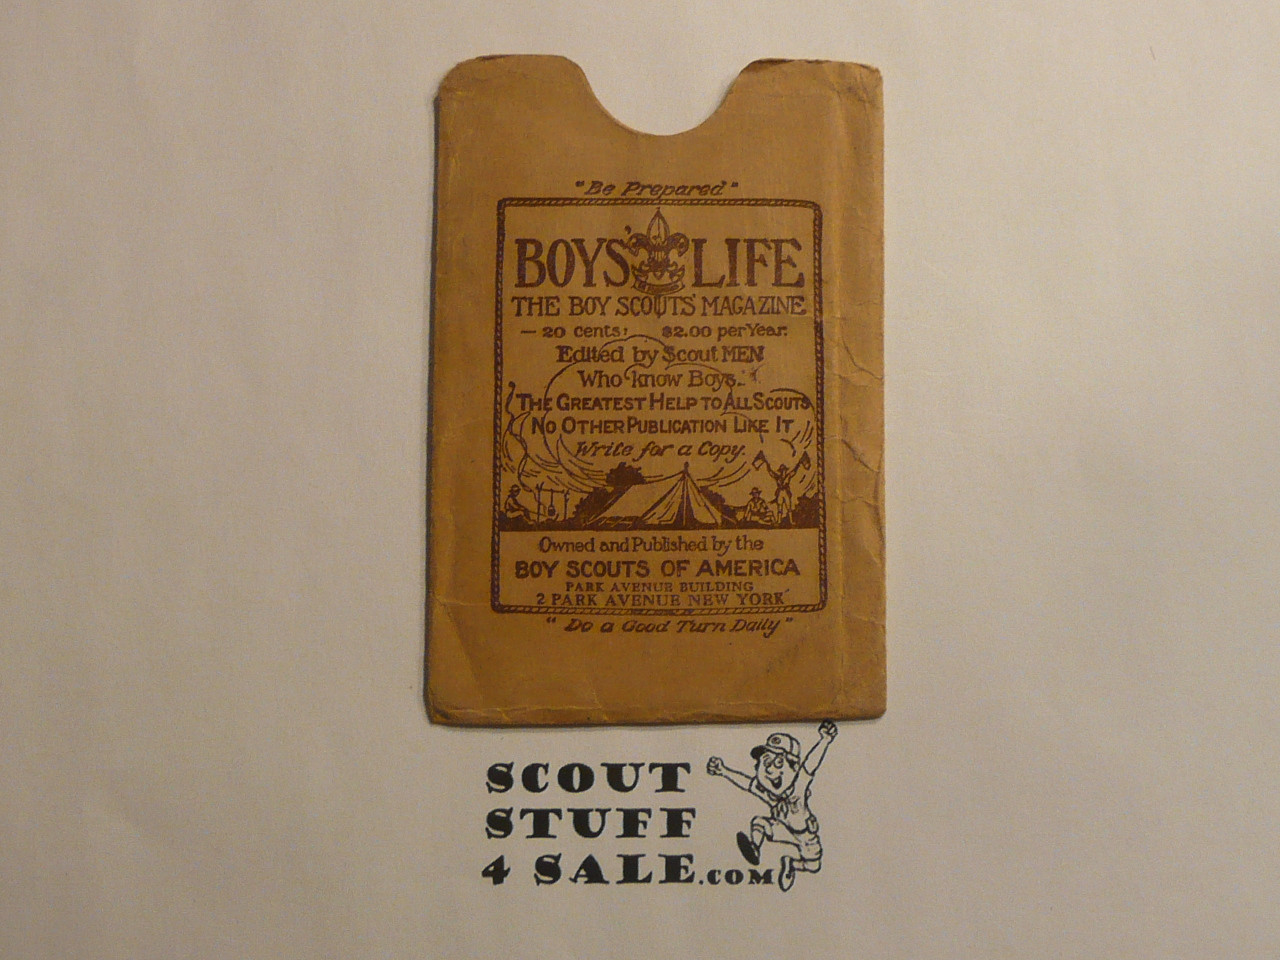 "Be Prepared"
BOYS' LIFE
THE BOY SCOUTS' MAGAZINE
— 20 cents, $2.00 per Year.
Edited by Scout MEN
Who know Boys.
THE GREATEST HELP TO ALL SCOUTS
NO OTHER PUBLICATION LIKE IT
Write for a Copy.
Owned and Published by the
BOY SCOUTS OF AMERICA
PARK AVENUE BUILDING
2 PARK AVENUE NEW YORK
"Do a Good Turn Daily"
SCOUT
STUFF
4 SALE.COM